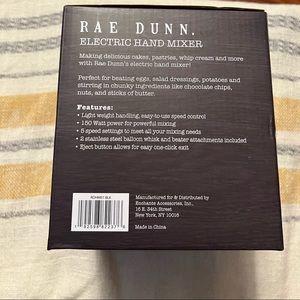 RAE DUNN.
ELECTRIC HAND MIXER
Making delicious cakes, pastries, whip cream and more
with Rae Dunn's electric hand mixer!
Perfect for beating eggs, salad dressings, potatoes and
stirring in chunky ingredients like chocolate chips,
nuts, and sticks of butter.
Features:
• Light weight handling, easy-to-use speed control
• 150 Watt power for powerful mixing
• 5 speed settings to meet all your mixing needs
• 2 stainless steel balloon whisk and beater attachments included
• Eject button allows for easy one-click exit
Manufactured for & Distributed by
Enchante Accessories, Inc.
16 E. 34th Street
New York, NY 10016
Made in China